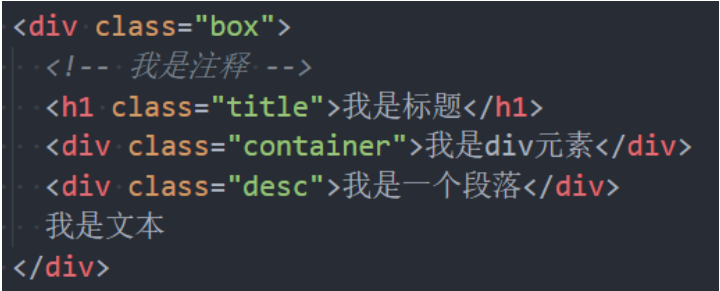 <div class="box">
<!-- 我是注释 -->
<h1 class="title">我是标题</h1>
<div class="container">我是div元素</div>
<div class="desc">我是一个段落</div>
我是文本
</div>